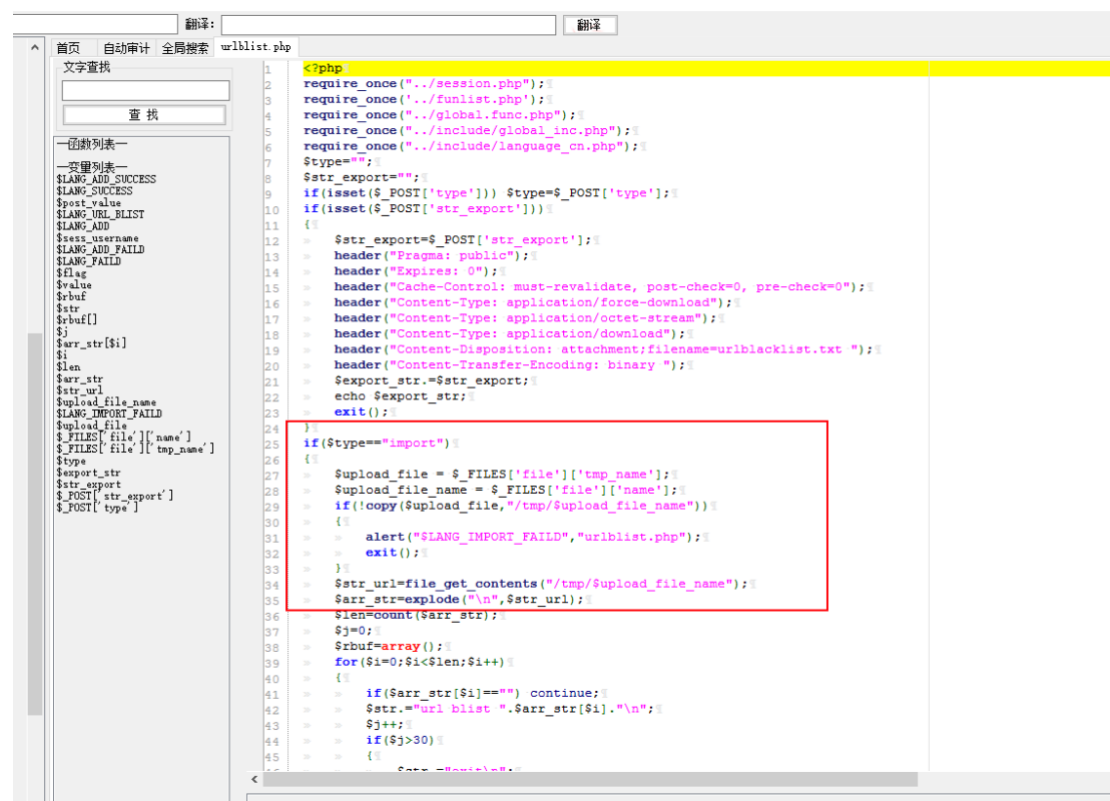 翻译:
翻译
首页 自动审计 全局搜索 urlblist.php
文字查找
查 找
—函数列表—
—变量列表—
$LANG_ADD_SUCCESS
$LANG_SUCCESS
$post_value
$LANG_URL_BLIST
$LANG_ADD
$sess_username
$LANG_ADD_FAILD
$LANG_FAILD
$flag
$value
$rbuf
$str
$rbuf[]
$j
$arr_str[$i]
$i
$len
$arr_str
$str_url
$upload_file_name
$LANG_IMPORT_FAILD
$upload_file
$_FILES['file']['name']
$_FILES['file']['tmp_name']
$type
$export_str
$str_export
$_POST['str_export']
$_POST['type']
1 <?php
2 require_once("../session.php");
3 require_once('../funlist.php');
4 require_once("../global.func.php");
5 require_once("../include/global_inc.php");
6 require_once("../include/language_cn.php");
7 $type="";
8 $str_export="";
9 if(isset($_POST['type'])) $type=$_POST['type'];
10 if(isset($_POST['str_export']))
11 {
12 $str_export=$_POST['str_export'];
13 header("Pragma: public");
14 header("Expires: 0");
15 header("Cache-Control: must-revalidate, post-check=0, pre-check=0");
16 header("Content-Type: application/force-download");
17 header("Content-Type: application/octet-stream");
18 header("Content-Type: application/download");
19 header("Content-Disposition: attachment;filename=urlblacklist.txt ");
20 header("Content-Transfer-Encoding: binary ");
21 $export_str.=$str_export;
22 echo $export_str;
23 exit();
24 }
25 if($type=="import")
26 {
27 $upload_file = $_FILES['file']['tmp_name'];
28 $upload_file_name = $_FILES['file']['name'];
29 if(!copy($upload_file,"/tmp/$upload_file_name"))
30 {
31 alert("$LANG_IMPORT_FAILD","urlblist.php");
32 exit();
33 }
34 $str_url=file_get_contents("/tmp/$upload_file_name");
35 $arr_str=explode("\n",$str_url);
36 $len=count($arr_str);
37 $j=0;
38 $rbuf=array();
39 for($i=0;$i<$len;$i++)
40 {
41 if($arr_str[$i]=="") continue;
42 $str.="url blist ".$arr_str[$i]."\n";
43 $j++;
44 if($j>30)
45 {